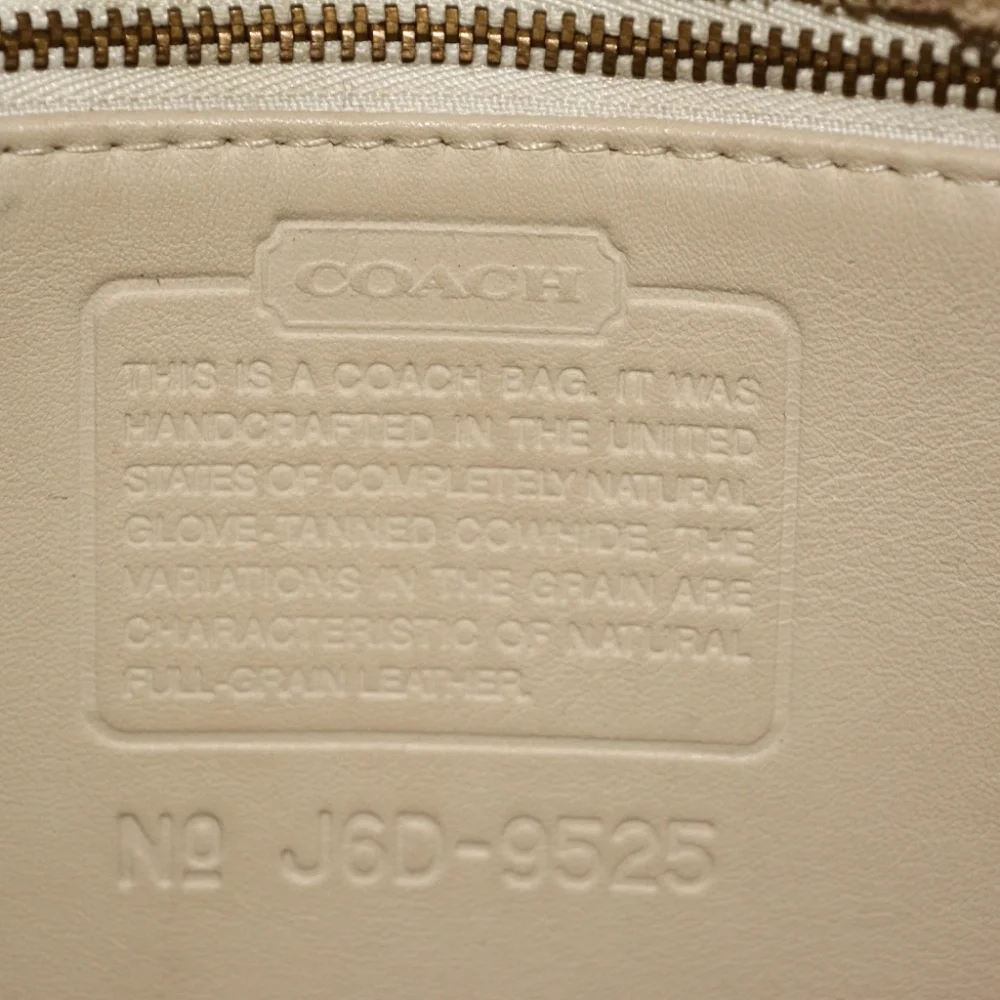 COACH
THIS IS A COACH BAG. IT WAS
HANDCRAFTED IN THE UNITED
STATES OF COMPLETELY NATURAL
GLOVE-TANNED COWHIDE. THE
VARIATIONS IN THE GRAIN ARE
CHARACTERISTIC OF NATURAL
FULL-GRAIN LEATHER.
Nº J6D-9525